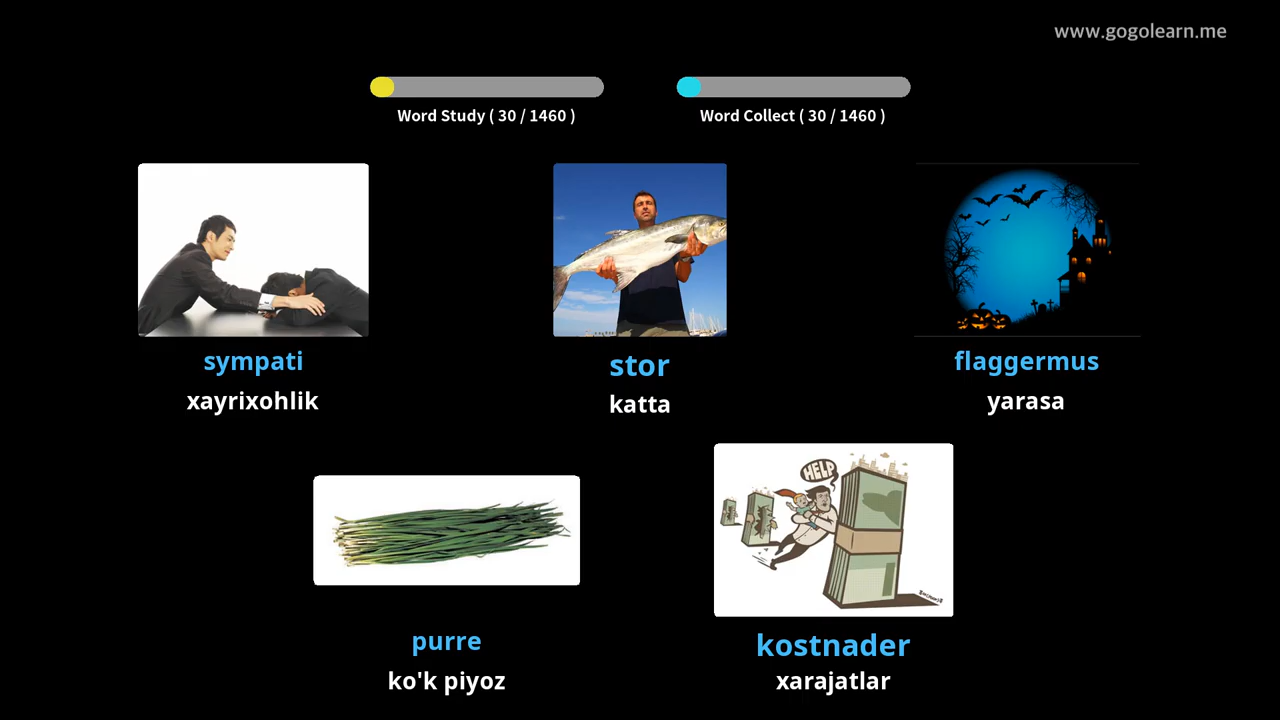 www.gogolearn.me
Word Study ( 30 / 1460 )
Word Collect ( 30 / 1460 )
sympati
xayrixohlik
stor
katta
flaggermus
yarasa
HELP
purre
ko'k piyoz
kostnader
xarajatlar